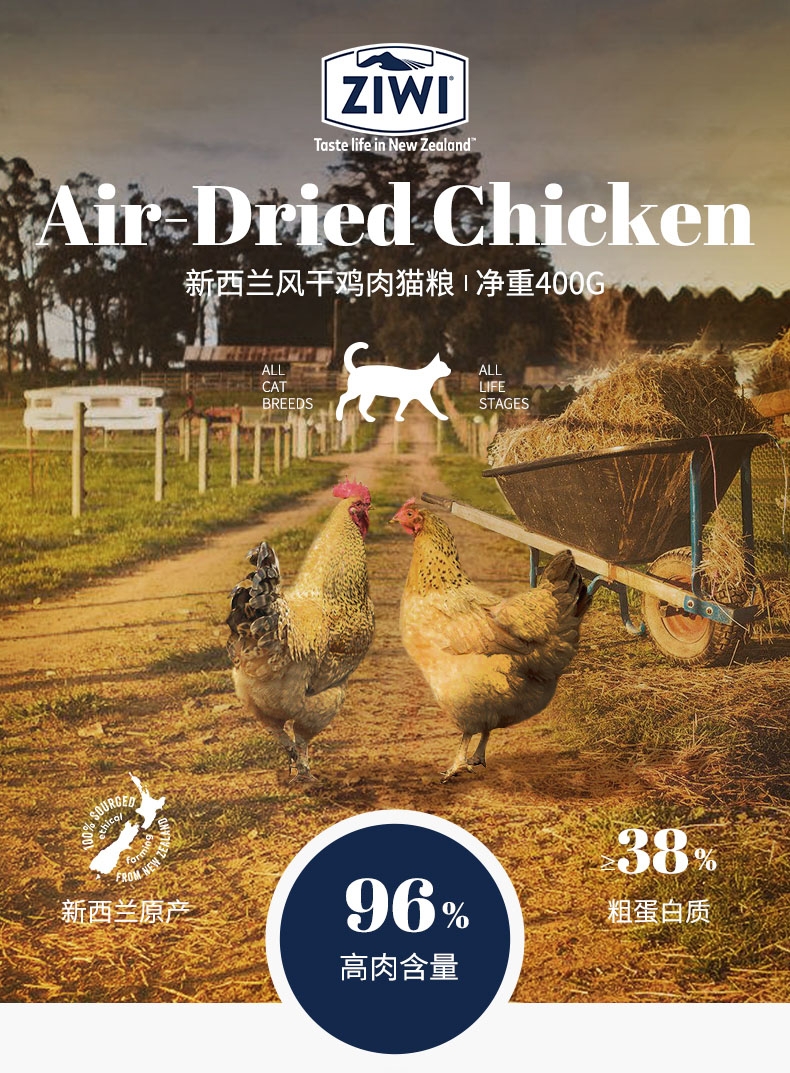 ZIWI®
Taste life in New Zealand™
Air-Dried Chicken
新西兰风干鸡肉猫粮 | 净重400G
ALL
CAT
BREEDS
ALL
LIFE
STAGES
100% SOURCED
ethical
farming
FROM NEW ZEALAND
新西兰原产
96%
高肉含量
≥38%
粗蛋白质